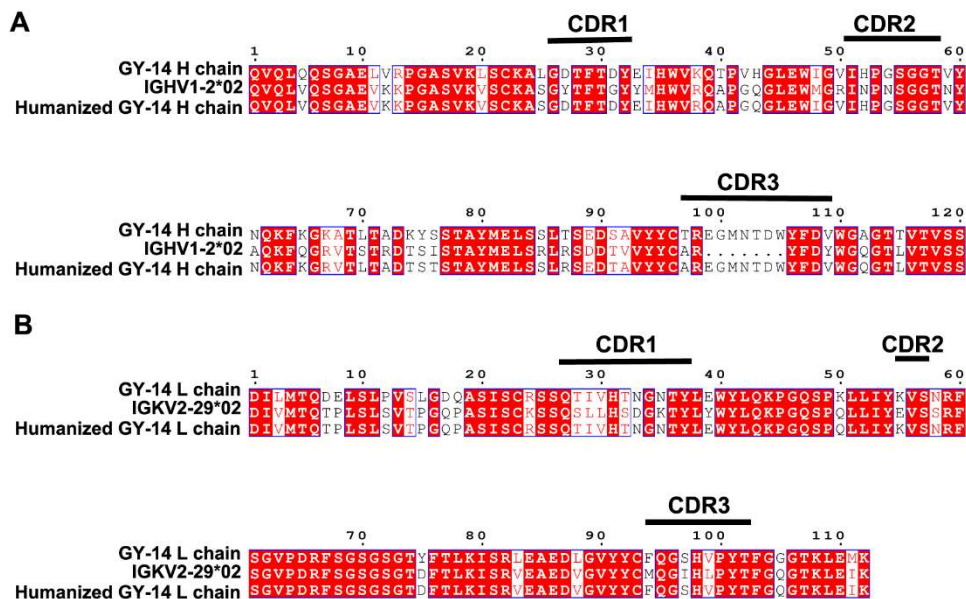 A
CDR1 CDR2
1 10 20 30 40 50 60
GY-14 H chain QVQLQQSGAELVRPGASVKLSCKALGDTFTDYEIHWVKQTPVHGLEWIGVIHPGSGGTVY
IGHV1-2*02 QVQLVQSGAEVKKPGASVKVSCKASGYTFTGYYMHWVRQAPGQGLEWMGRINPNSGGTNY
Humanized GY-14 H chain QVQLVQSGAEVKKPGASVKVSCKASGDTFTDYEIHWVRQAPGQGLEWIGVIHPGSGGTVY
CDR3
70 80 90 100 110 120
GY-14 H chain NQKFKGKATLTADKYSSTAYMELSSLTSEDSAVYYCTREGMNTDWYFDVWGAGTTVTVSS
IGHV1-2*02 AQKFQGRVTSTRDTSISTAYMELSRLRSDDTVVYYCAR.......YFDYWGQGTLVTVSS
Humanized GY-14 H chain NQKFKGRVTLTADTSTSTAYMELSSLRSEDTAVYYCAREGMNTDWYFDVWGQGTLVTVSS
B
CDR1 CDR2
1 10 20 30 40 50 60
GY-14 L chain DILMTQDELSLPVSLGDQASISCRSSQTIVHTNGNTYLEWYLQKPGQSPKLLIYKVSNRF
IGKV2-29*02 DIVMTQTPLSLSVTPGQPASISCKSSQSLLHSDGKTYLYWYLQKPGQSPQLLIYEVSSRF
Humanized GY-14 L chain DIVMTQTPLSLSVTPGQPASISCRSSQTIVHTNGNTYLEWYLQKPGQSPQLLIYKVSNRF
CDR3
70 80 90 100 110
GY-14 L chain SGVPDRFSGSGSGTYFTLKISRLEAEDLGVYYCFQGSHVPYTFGGGTKLEMK
IGKV2-29*02 SGVPDRFSGSGSGTDFTLKISRVEAEDVGVYYCMQGIHLPYTFGQGTKLEIK
Humanized GY-14 L chain SGVPDRFSGSGSGTDFTLKISRVEAEDVGVYYCFQGSHVPYTFGQGTKLEIK